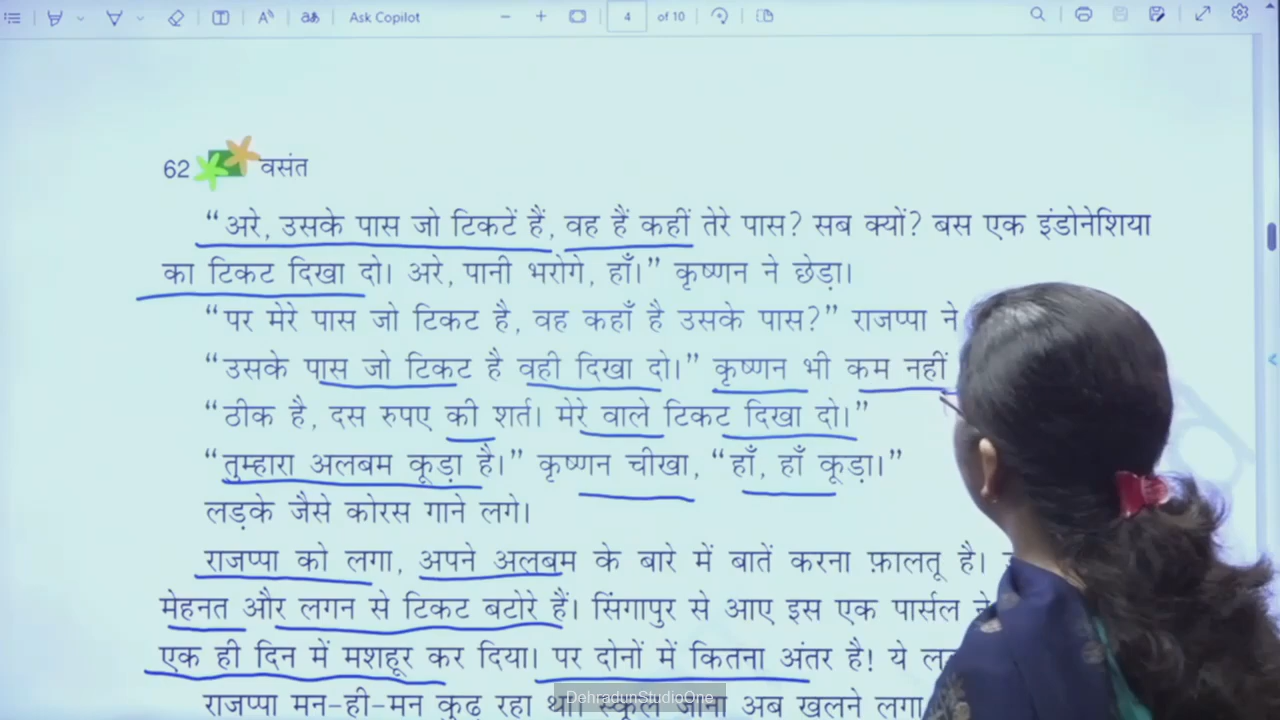 Ask Copilot
4 of 10
62 वसंत
“अरे, उसके पास जो टिकटें हैं, वह हैं कहीं तेरे पास? सब क्यों? बस एक इंडोनेशिया
का टिकट दिखा दो। अरे, पानी भरोगे, हाँ।” कृष्णन ने छेड़ा।
“पर मेरे पास जो टिकट है, वह कहाँ है उसके पास?” राजप्पा ने
“उसके पास जो टिकट है वही दिखा दो।” कृष्णन भी कम नहीं
“ठीक है, दस रुपए की शर्त। मेरे वाले टिकट दिखा दो।”
“तुम्हारा अलबम कूड़ा है।” कृष्णन चीखा, “हाँ, हाँ कूड़ा।”
लड़के जैसे कोरस गाने लगे।
राजप्पा को लगा, अपने अलबम के बारे में बातें करना फ़ालतू है।
मेहनत और लगन से टिकट बटोरे हैं। सिंगापुर से आए इस एक पार्सल ने
एक ही दिन में मशहूर कर दिया। पर दोनों में कितना अंतर है! ये
राजप्पा मन-ही-मन कुढ़ रहा था। स्कूल जाना अब खलने लगा
DehradunStudioOne